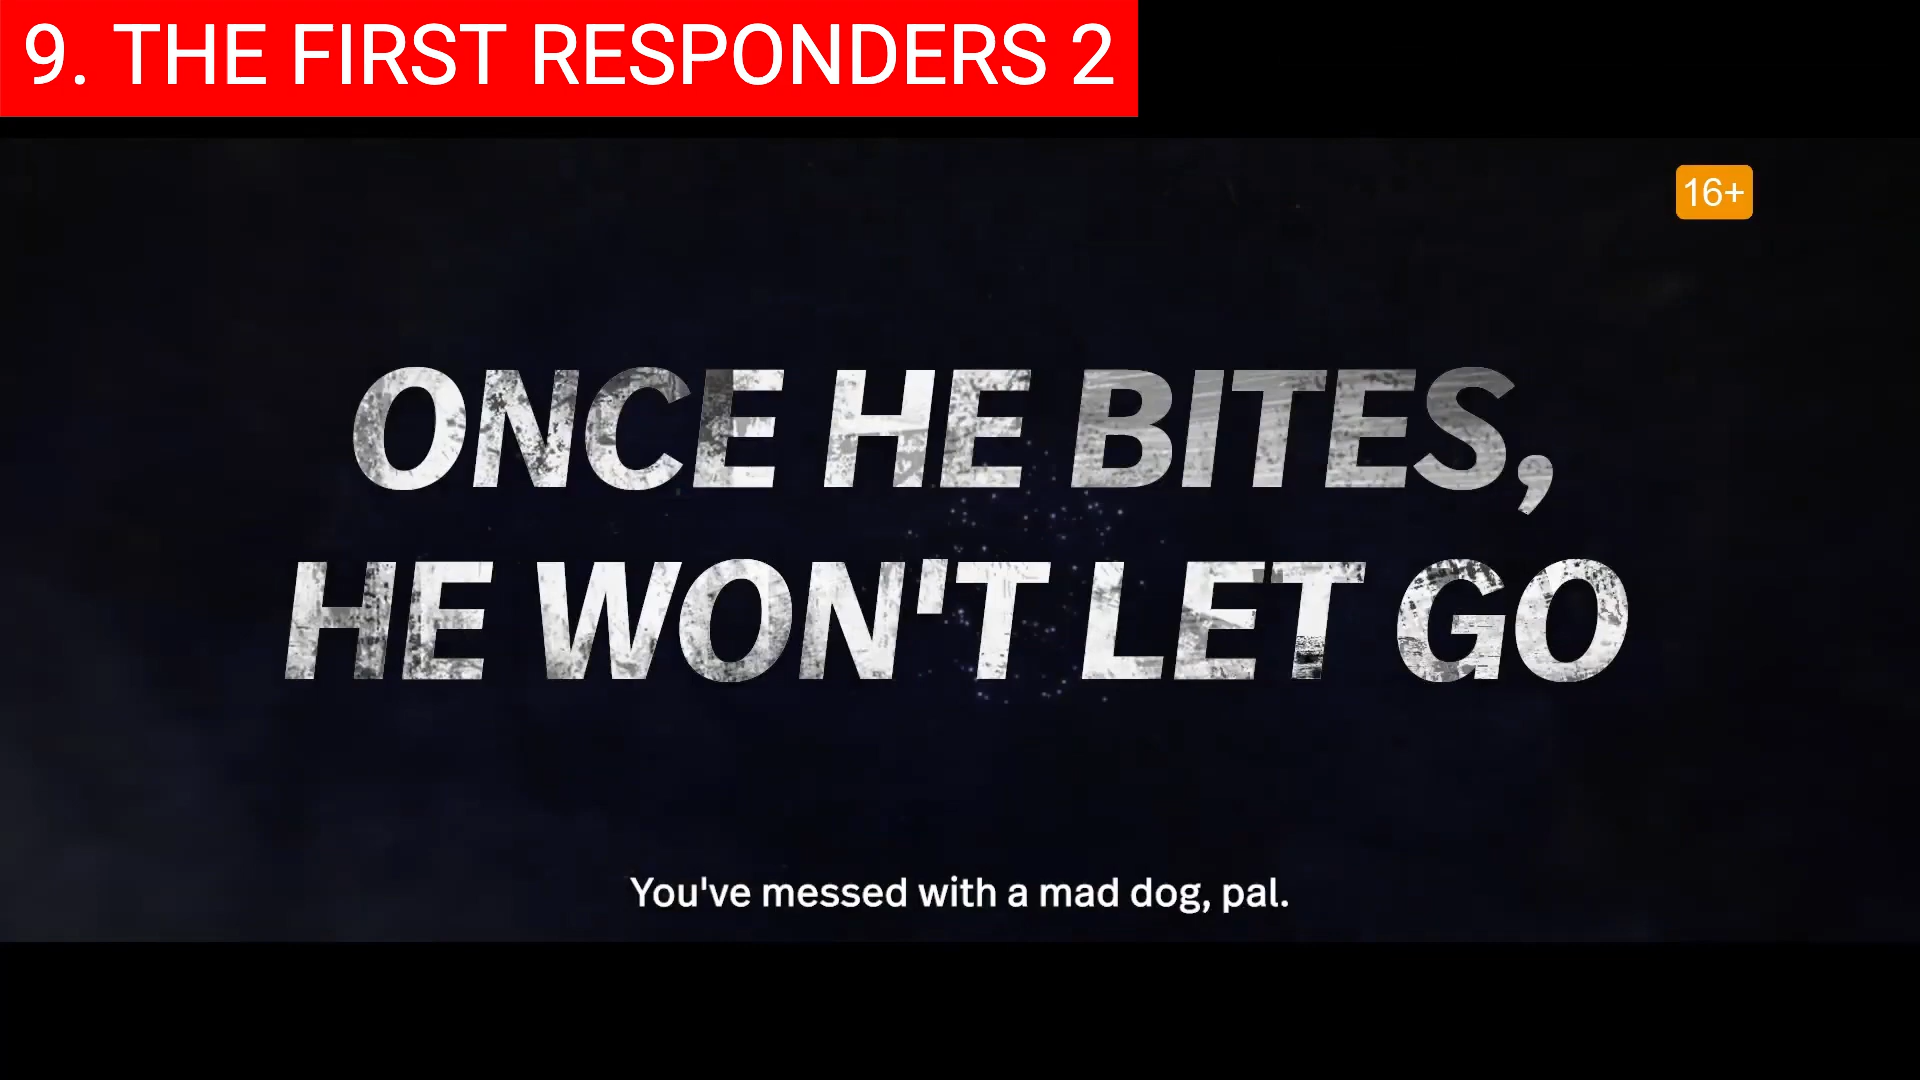 9. THE FIRST RESPONDERS 2
16+
ONCE HE BITES,
HE WON'T LET GO
You've messed with a mad dog, pal.